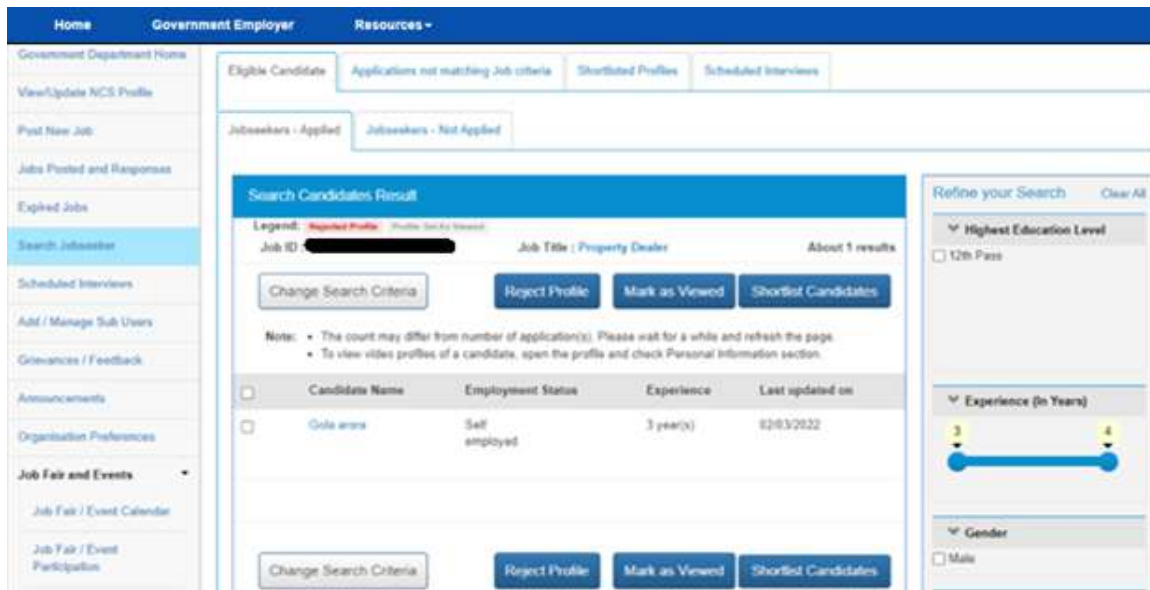 Home Government Employer Resources
Government Department Home
View/Update NCS Profile
Post New Job
Jobs Posted and Responses
Expired Jobs
Search Jobseeker
Scheduled Interviews
Add / Manage Sub Users
Grievances / Feedback
Announcements
Organisation Preferences
Job Fair and Events
Job Fair / Event Calendar
Job Fair / Event
Participation
Eligible Candidate Applications not matching Job criteria Shortlisted Profiles Scheduled Interviews
Jobseekers - Applied Jobseekers - Not Applied
Search Candidates Result
Legend: Rejected Profile Profile Set As Viewed
Job ID : Job Title : Property Dealer About 1 results
Change Search Criteria Reject Profile Mark as Viewed Shortlist Candidates
Note: • The count may differ from number of application(s). Please wait for a while and refresh the page.
• To view video profiles of a candidate, open the profile and check Personal Information section.
Candidate Name Employment Status Experience Last updated on
Gola arora Self
employed 3 year(s) 02/03/2022
Change Search Criteria Reject Profile Mark as Viewed Shortlist Candidates
Refine your Search Clear All
Highest Education Level
12th Pass
Experience (In Years)
3 4
Gender
Male